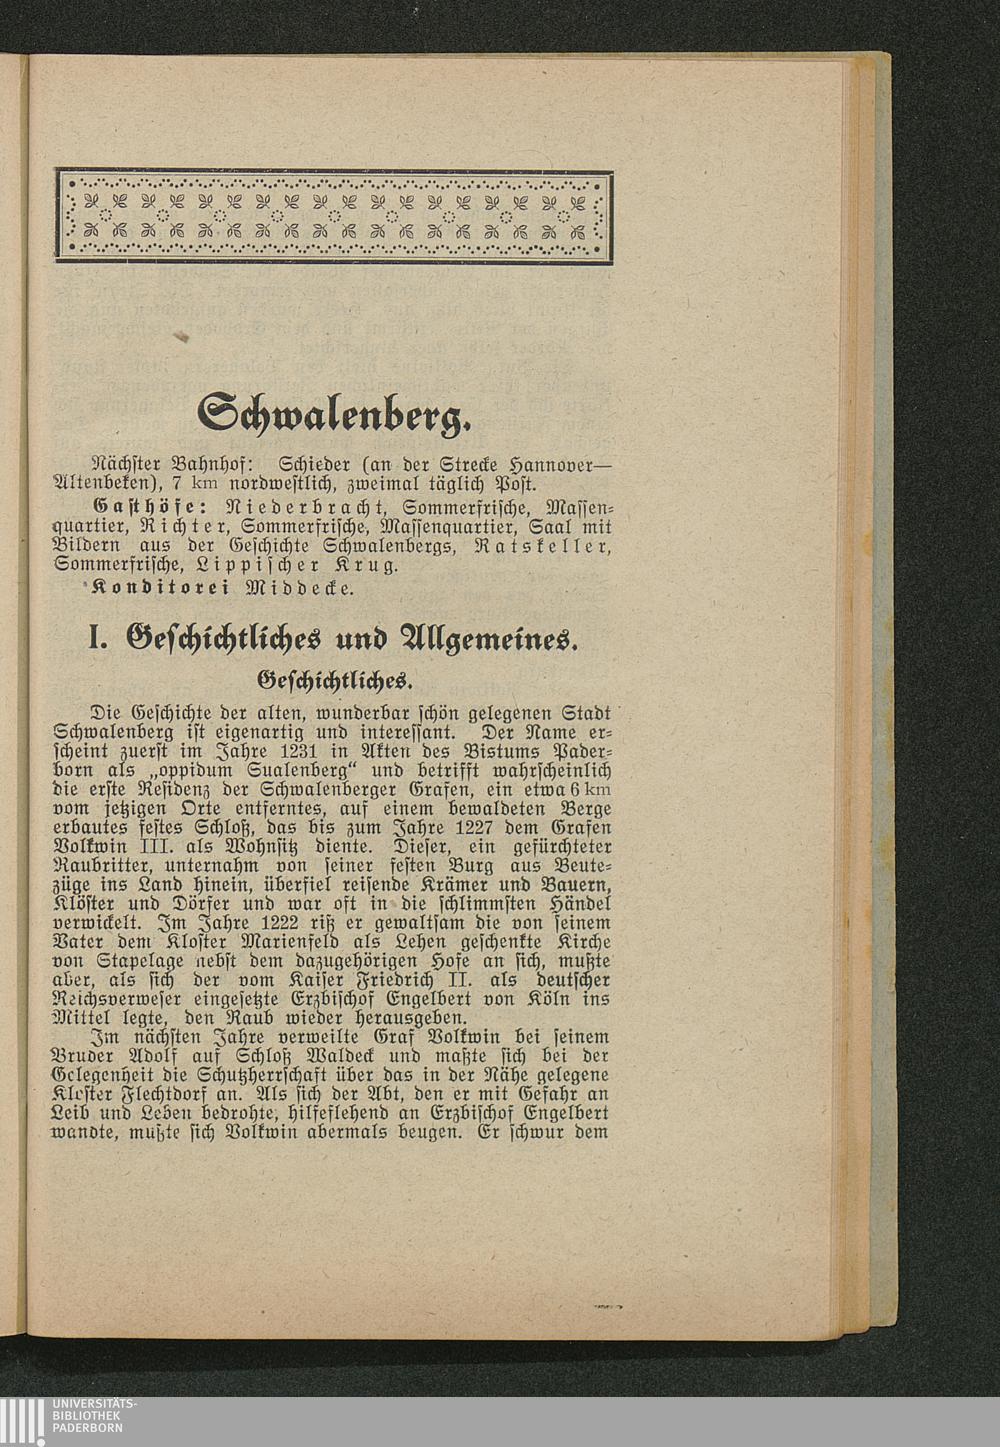 Schwalenberg.
Nächster Bahnhof: Schieder (an der Strecke Hannover—
Altenbeken), 7 km nordwestlich, zweimal täglich Post.
Gasthöfe: Niederbracht, Sommerfrische, Massen-
quartier, Richter, Sommerfrische, Massenquartier, Saal mit
Bildern aus der Geschichte Schwalenbergs, Ratskeller,
Sommerfrische, Lippischer Krug.
Konditorei Middecke.
I. Geschichtliches und Allgemeines.
Geschichtliches.
Die Geschichte der alten, wunderbar schön gelegenen Stadt
Schwalenberg ist eigenartig und interessant. Der Name er-
scheint zuerst im Jahre 1231 in Akten des Bistums Pader-
born als „oppidum Sualenberg“ und betrifft wahrscheinlich
die erste Residenz der Schwalenberger Grafen, ein etwa 6 km
vom jetzigen Orte entferntes, auf einem bewaldeten Berge
erbautes festes Schloß, das bis zum Jahre 1227 dem Grafen
Volkwin III. als Wohnsitz diente. Dieser, ein gefürchteter
Raubritter, unternahm von seiner festen Burg aus Beute-
züge ins Land hinein, überfiel reisende Krämer und Bauern,
Klöster und Dörfer und war oft in die schlimmsten Händel
verwickelt. Im Jahre 1222 riß er gewaltsam die von seinem
Vater dem Kloster Marienfeld als Lehen geschenkte Kirche
von Stapelage nebst dem dazugehörigen Hofe an sich, mußte
aber, als sich der vom Kaiser Friedrich II. als deutscher
Reichsverweser eingesetzte Erzbischof Engelbert von Köln ins
Mittel legte, den Raub wieder herausgeben.
Im nächsten Jahre verweilte Graf Volkwin bei seinem
Bruder Adolf auf Schloß Waldeck und maßte sich bei der
Gelegenheit die Schutzherrschaft über das in der Nähe gelegene
Kloster Flechtdorf an. Als sich der Abt, den er mit Gefahr an
Leib und Leben bedrohte, hilfeflehend an Erzbischof Engelbert
wandte, mußte sich Volkwin abermals beugen. Er schwur dem
UNIVERSITÄTS-
BIBLIOTHEK
PADERBORN